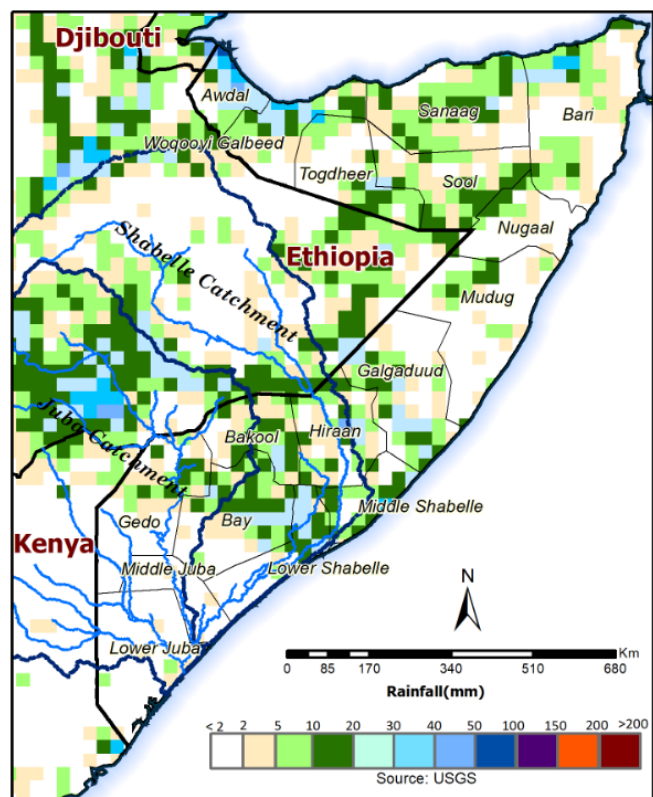 Djibouti
Awdal
Sanaag
Bari
Woqooyi Galbeed
Togdheer
Sool
Nugaal
Shabelle Catchment
Ethiopia
Mudug
Galgaduud
Juba Catchment
Bakool
Hiraan
Gedo
Bay
Middle Shabelle
Kenya
Middle Juba
Lower Shabelle
N
Lower Juba
Km
0 85 170 340 510 680
Rainfall(mm)
< 2 2 5 10 20 30 40 50 100 150 200 >200
Source: USGS